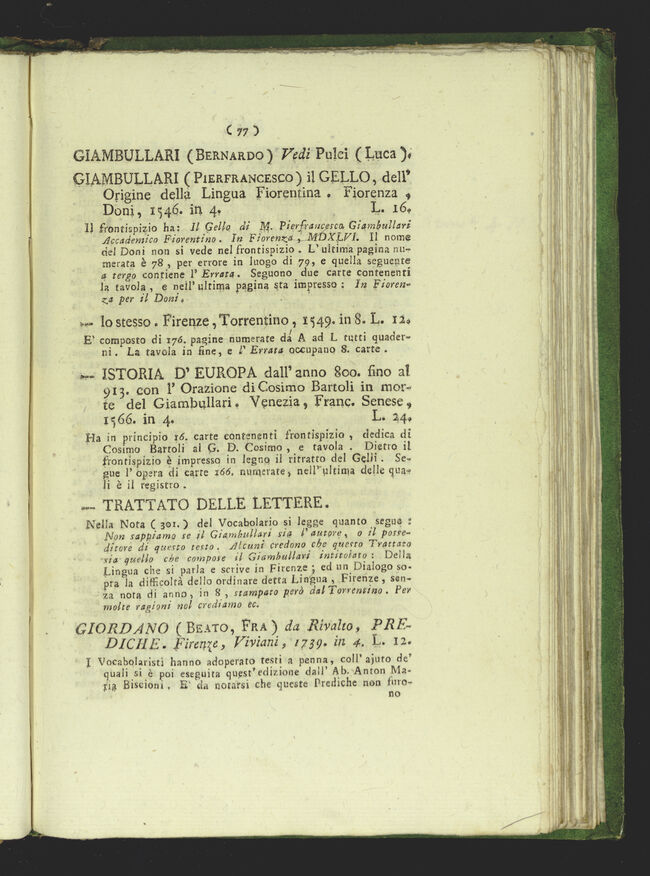 ( 77 )
GIAMBULLARI ( BERNARDO ) Vedi Pulci ( Luca ).
GIAMBULLARI ( PIERFRANCESCO ) il GELLO, dell'
Origine della Lingua Fiorentina . Fiorenza ,
Doni, 1546. in 4. L. 16.
Il frontispizio ha: Il Gello di M. Pierfrancesco Giambullari
Accademico Fiorentino. In Fiorenza, MDXLVI. Il nome
del Doni non si vede nel frontispizio. L'ultima pagina nu-
merata è 78, per errore in luogo di 79, e quella seguente
a tergo contiene l'Errata. Seguono due carte contenenti
la tavola, e nell'ultima pagina sta impresso: In Fioren-
za per il Doni.
— lo stesso. Firenze, Torrentino, 1549. in 8. L. 12.
E' composto di 176. pagine numerate da A ad L tutti quader-
ni. La tavola in fine, e l'Errata occupano 8. carte.
— ISTORIA D' EUROPA dall' anno 800. fino al
913. con l' Orazione di Cosimo Bartoli in mor-
te del Giambullari. Venezia, Franc. Senese,
1566. in 4. L. 24.
Ha in principio 16. carte contenenti frontispizio, dedica di
Cosimo Bartoli al G. D. Cosimo, e tavola. Dietro il
frontispizio è impresso in legno il ritratto del Gelli. Se-
gue l'opera di carte 166. numerate, nell'ultima delle qua-
li è il registro.
— TRATTATO DELLE LETTERE.
Nella Nota ( 301. ) del Vocabolario si legge quanto segue :
Non sappiamo se il Giambullari sia l'autore, o il posse-
ditore di questo testo. Alcuni credono che questo Trattato
sia quello che compose il Giambullari intitolato: Della
Lingua che si parla e scrive in Firenze; ed un Dialogo so-
pra la difficoltà dello ordinare detta Lingua, Firenze, sen-
za nota di anno, in 8, stampato però dal Torrentino. Per
molte ragioni nol crediamo ec.
GIORDANO ( BEATO, FRA ) da Rivalto, PRE-
DICHE. Firenze, Viviani, 1739. in 4. L. 12.
I Vocabolaristi hanno adoperato testi a penna, coll'ajuto de'
quali si è poi eseguita quest'edizione dall'Ab. Anton Ma-
ria Biscioni. E' da notarsi che queste Prediche non furo-
no